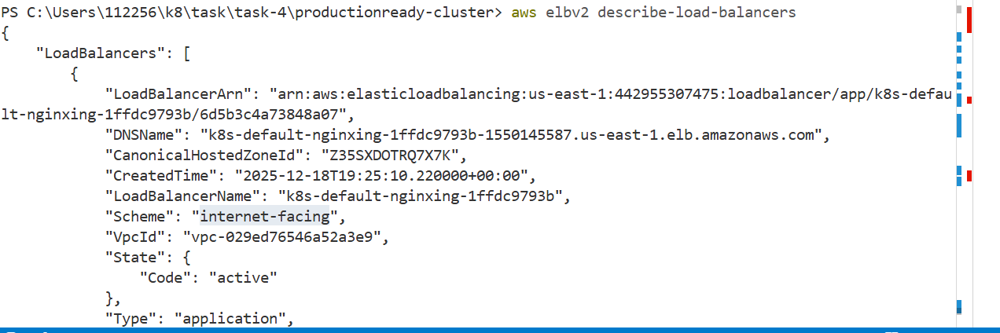 PS C:\Users\112256\k8\task\task-4\productionready-cluster> aws elbv2 describe-load-balancers
{
    "LoadBalancers": [
        {
            "LoadBalancerArn": "arn:aws:elasticloadbalancing:us-east-1:442955307475:loadbalancer/app/k8s-defau
lt-nginxing-1ffdc9793b/6d5b3c4a73848a07",
            "DNSName": "k8s-default-nginxing-1ffdc9793b-1550145587.us-east-1.elb.amazonaws.com",
            "CanonicalHostedZoneId": "Z35SXDOTRQ7X7K",
            "CreatedTime": "2025-12-18T19:25:10.220000+00:00",
            "LoadBalancerName": "k8s-default-nginxing-1ffdc9793b",
            "Scheme": "internet-facing",
            "VpcId": "vpc-029ed76546a52a3e9",
            "State": {
                "Code": "active"
            },
            "Type": "application",